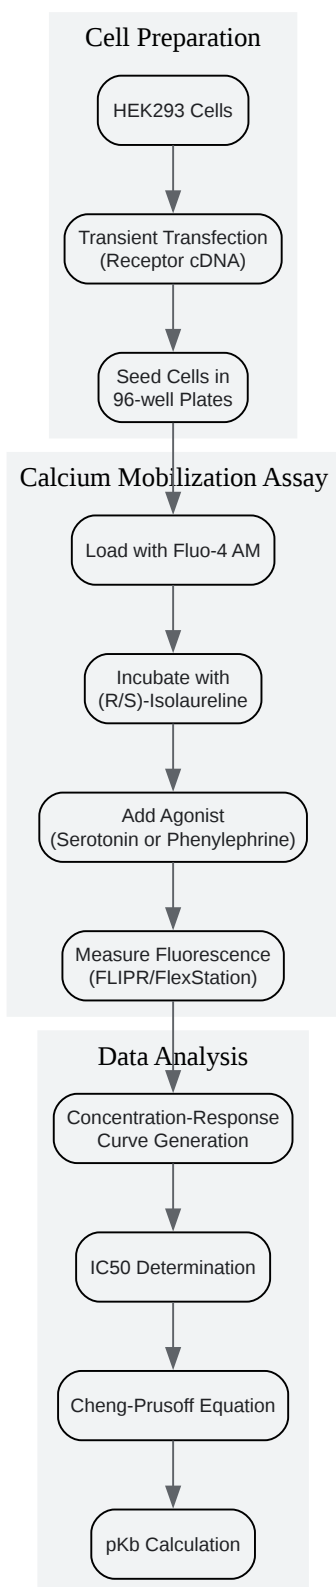 Cell Preparation
HEK293 Cells
Transient Transfection
(Receptor cDNA)
Seed Cells in
96-well Plates
Calcium Mobilization Assay
Load with Fluo-4 AM
Incubate with
(R/S)-Isolaureline
Add Agonist
(Serotonin or Phenylephrine)
Measure Fluorescence
(FLIPR/FlexStation)
Data Analysis
Concentration-Response
Curve Generation
IC50 Determination
Cheng-Prusoff Equation
pKb Calculation